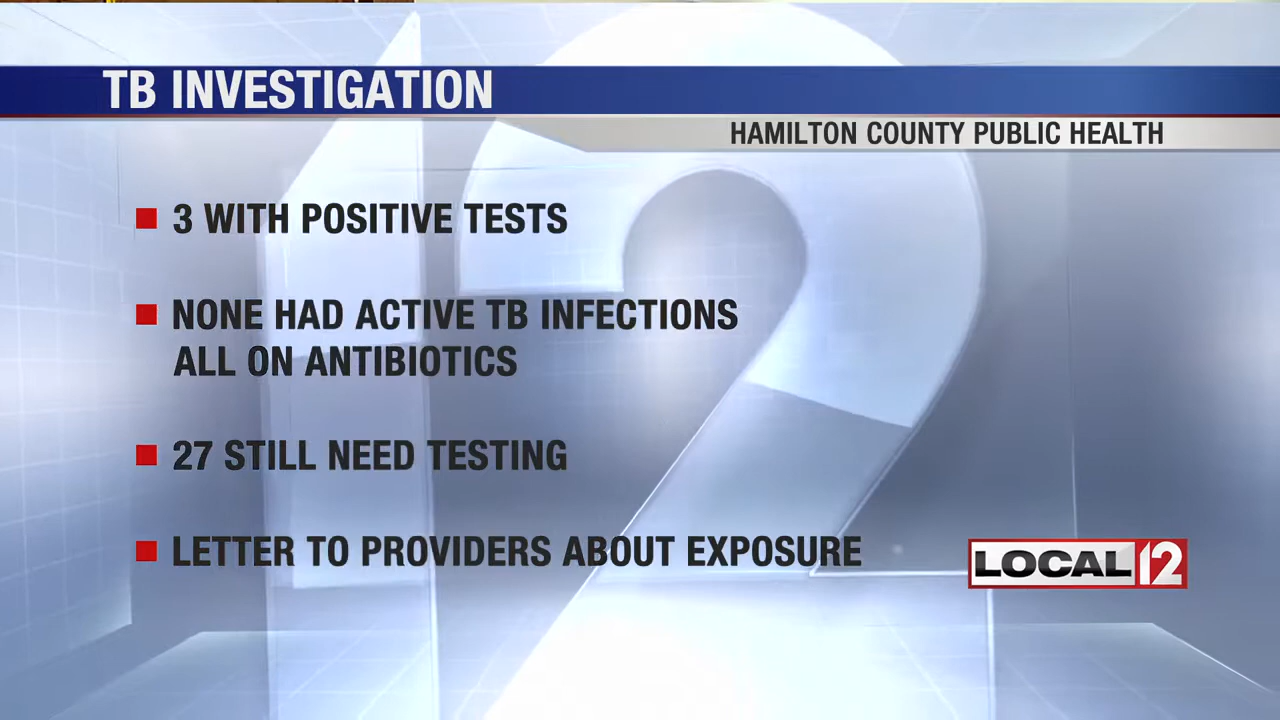 TB INVESTIGATION
HAMILTON COUNTY PUBLIC HEALTH
3 WITH POSITIVE TESTS
NONE HAD ACTIVE TB INFECTIONS
ALL ON ANTIBIOTICS
27 STILL NEED TESTING
LETTER TO PROVIDERS ABOUT EXPOSURE
LOCAL 12
12